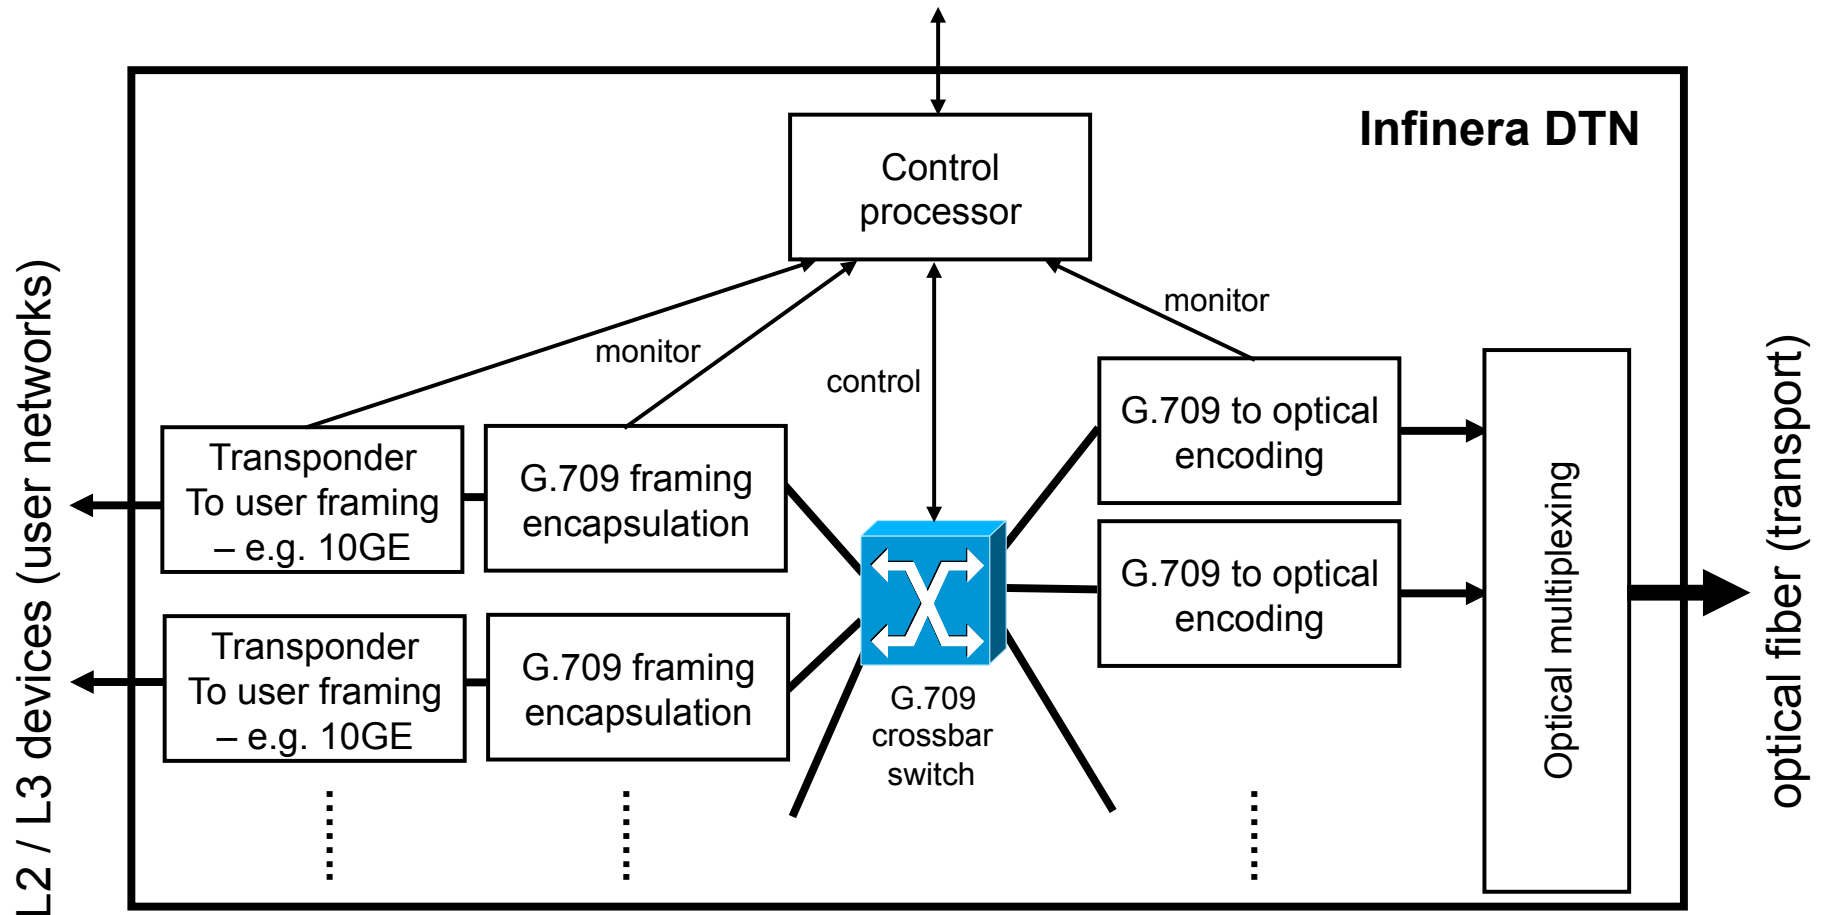 Infinera DTN
Control
processor
monitor
monitor
control
L2 / L3 devices (user networks)
Transponder
To user framing
– e.g. 10GE
G.709 framing
encapsulation
G.709 to optical
encoding
G.709 to optical
encoding
Optical multiplexing
optical fiber (transport)
Transponder
To user framing
– e.g. 10GE
G.709 framing
encapsulation
G.709
crossbar
switch